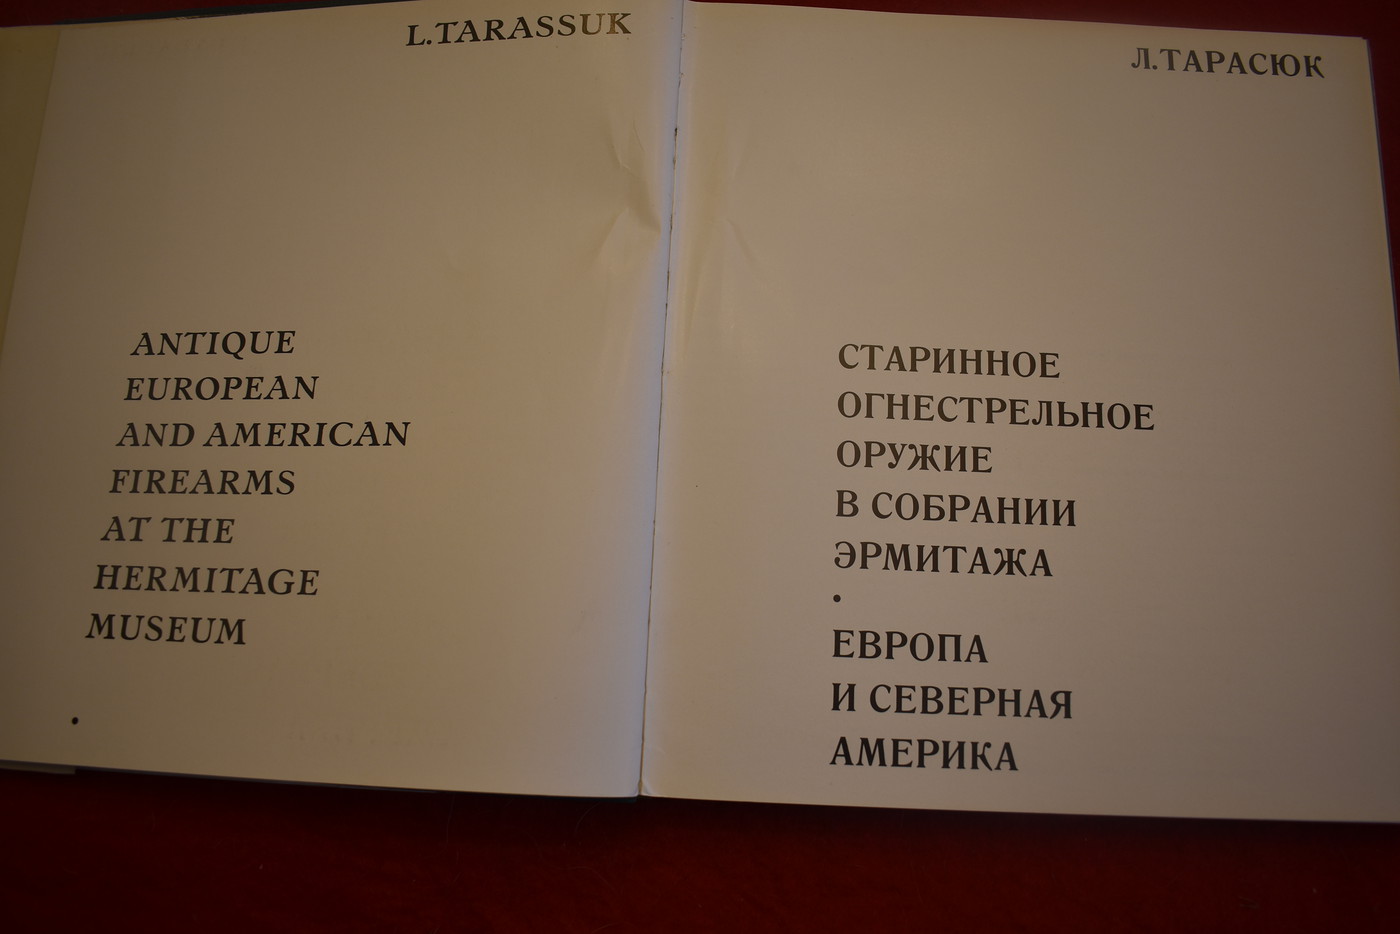 L.TARASSUK
ANTIQUE
EUROPEAN
AND AMERICAN
FIREARMS
AT THE
HERMITAGE
MUSEUM
•
Л.ТАРАСЮК
СТАРИННОЕ
ОГНЕСТРЕЛЬНОЕ
ОРУЖИЕ
В СОБРАНИИ
ЭРМИТАЖА
•
ЕВРОПА
И СЕВЕРНАЯ
АМЕРИКА